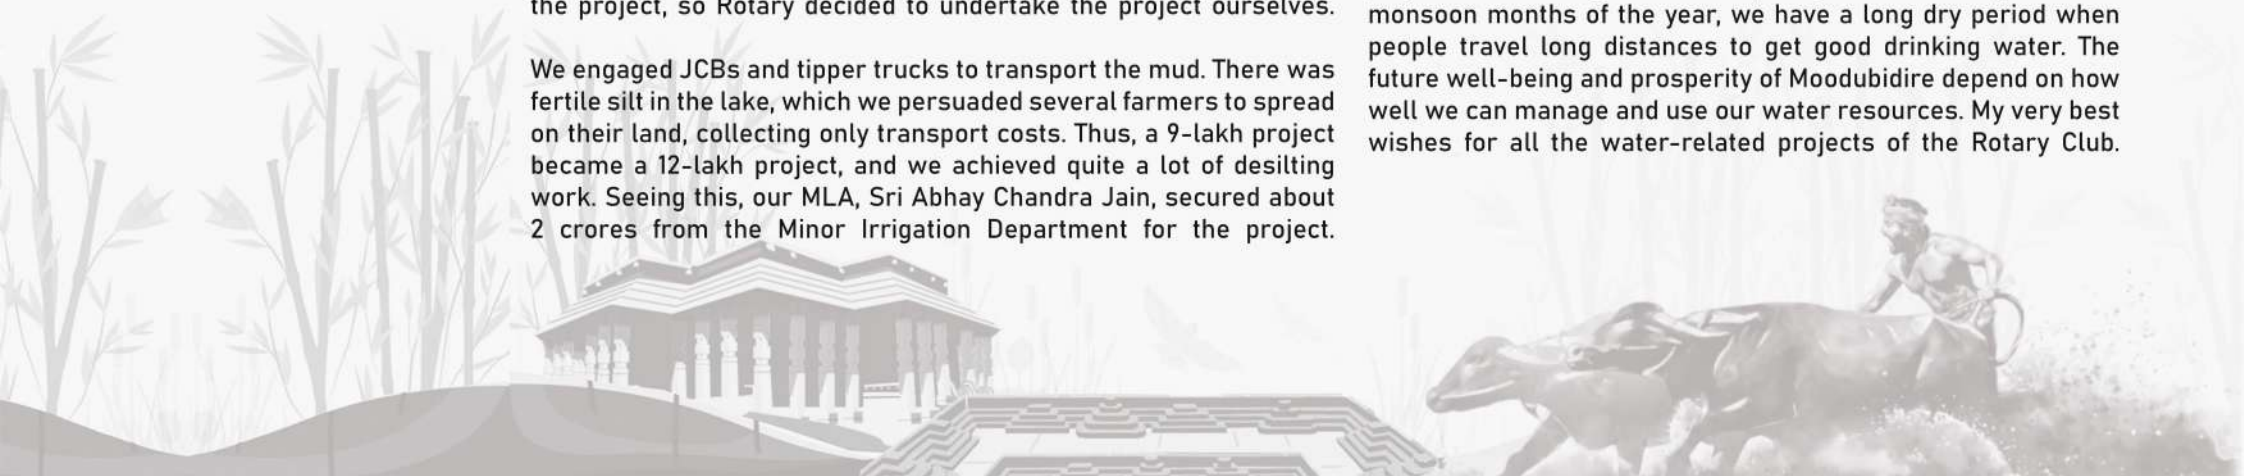 the project, so Rotary decided to undertake the project ourselves.
We engaged JCBs and tipper trucks to transport the mud. There was
fertile silt in the lake, which we persuaded several farmers to spread
on their land, collecting only transport costs. Thus, a 9-lakh project
became a 12-lakh project, and we achieved quite a lot of desilting
work. Seeing this, our MLA, Sri Abhay Chandra Jain, secured about
2 crores from the Minor Irrigation Department for the project.
monsoon months of the year, we have a long dry period when
people travel long distances to get good drinking water. The
future well-being and prosperity of Moodubidire depend on how
well we can manage and use our water resources. My very best
wishes for all the water-related projects of the Rotary Club.